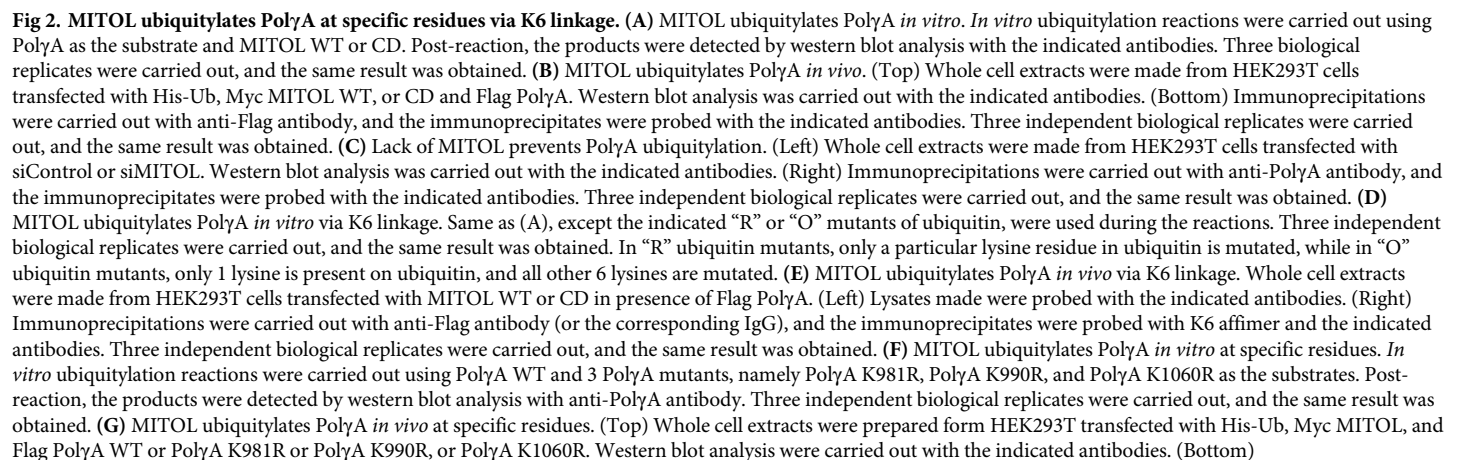 Fig 2. MITOL ubiquitylates PolγA at specific residues via K6 linkage. (A) MITOL ubiquitylates PolγA in vitro. In vitro ubiquitylation reactions were carried out using
PolγA as the substrate and MITOL WT or CD. Post-reaction, the products were detected by western blot analysis with the indicated antibodies. Three biological
replicates were carried out, and the same result was obtained. (B) MITOL ubiquitylates PolγA in vivo. (Top) Whole cell extracts were made from HEK293T cells
transfected with His-Ub, Myc MITOL WT, or CD and Flag PolγA. Western blot analysis was carried out with the indicated antibodies. (Bottom) Immunoprecipitations
were carried out with anti-Flag antibody, and the immunoprecipitates were probed with the indicated antibodies. Three independent biological replicates were carried
out, and the same result was obtained. (C) Lack of MITOL prevents PolγA ubiquitylation. (Left) Whole cell extracts were made from HEK293T cells transfected with
siControl or siMITOL. Western blot analysis was carried out with the indicated antibodies. (Right) Immunoprecipitations were carried out with anti-PolγA antibody, and
the immunoprecipitates were probed with the indicated antibodies. Three independent biological replicates were carried out, and the same result was obtained. (D)
MITOL ubiquitylates PolγA in vitro via K6 linkage. Same as (A), except the indicated “R” or “O” mutants of ubiquitin, were used during the reactions. Three independent
biological replicates were carried out, and the same result was obtained. In “R” ubiquitin mutants, only a particular lysine residue in ubiquitin is mutated, while in “O”
ubiquitin mutants, only 1 lysine is present on ubiquitin, and all other 6 lysines are mutated. (E) MITOL ubiquitylates PolγA in vivo via K6 linkage. Whole cell extracts
were made from HEK293T cells transfected with MITOL WT or CD in presence of Flag PolγA. (Left) Lysates made were probed with the indicated antibodies. (Right)
Immunoprecipitations were carried out with anti-Flag antibody (or the corresponding IgG), and the immunoprecipitates were probed with K6 affimer and the indicated
antibodies. Three independent biological replicates were carried out, and the same result was obtained. (F) MITOL ubiquitylates PolγA in vitro at specific residues. In
vitro ubiquitylation reactions were carried out using PolγA WT and 3 PolγA mutants, namely PolγA K981R, PolγA K990R, and PolγA K1060R as the substrates. Post-
reaction, the products were detected by western blot analysis with anti-PolγA antibody. Three independent biological replicates were carried out, and the same result was
obtained. (G) MITOL ubiquitylates PolγA in vivo at specific residues. (Top) Whole cell extracts were prepared form HEK293T transfected with His-Ub, Myc MITOL, and
Flag PolγA WT or PolγA K981R or PolγA K990R, or PolγA K1060R. Western blot analysis were carried out with the indicated antibodies. (Bottom)